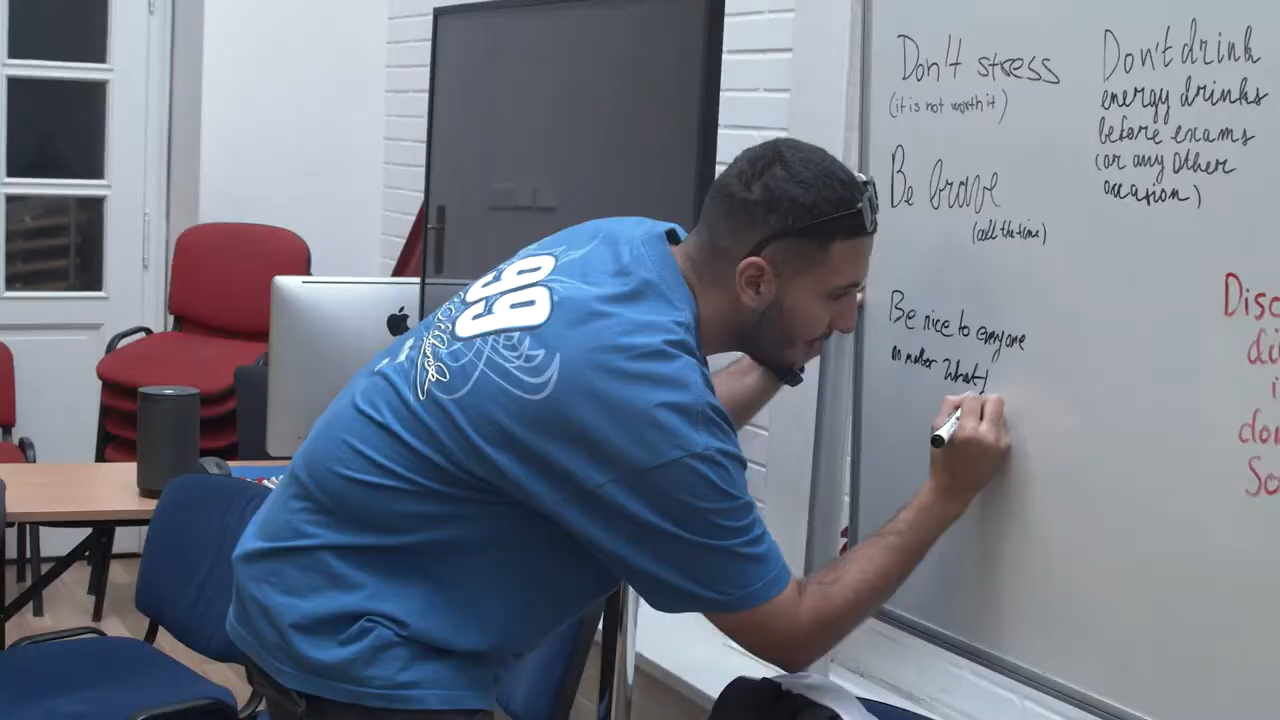 Don't stress
(it is not worth it)
Be brave
(all the time)
Be nice to everyone
no matter what)
Don't drink
energy drinks
before exams
(or any other
occasion)
Disc
i
don
So
99